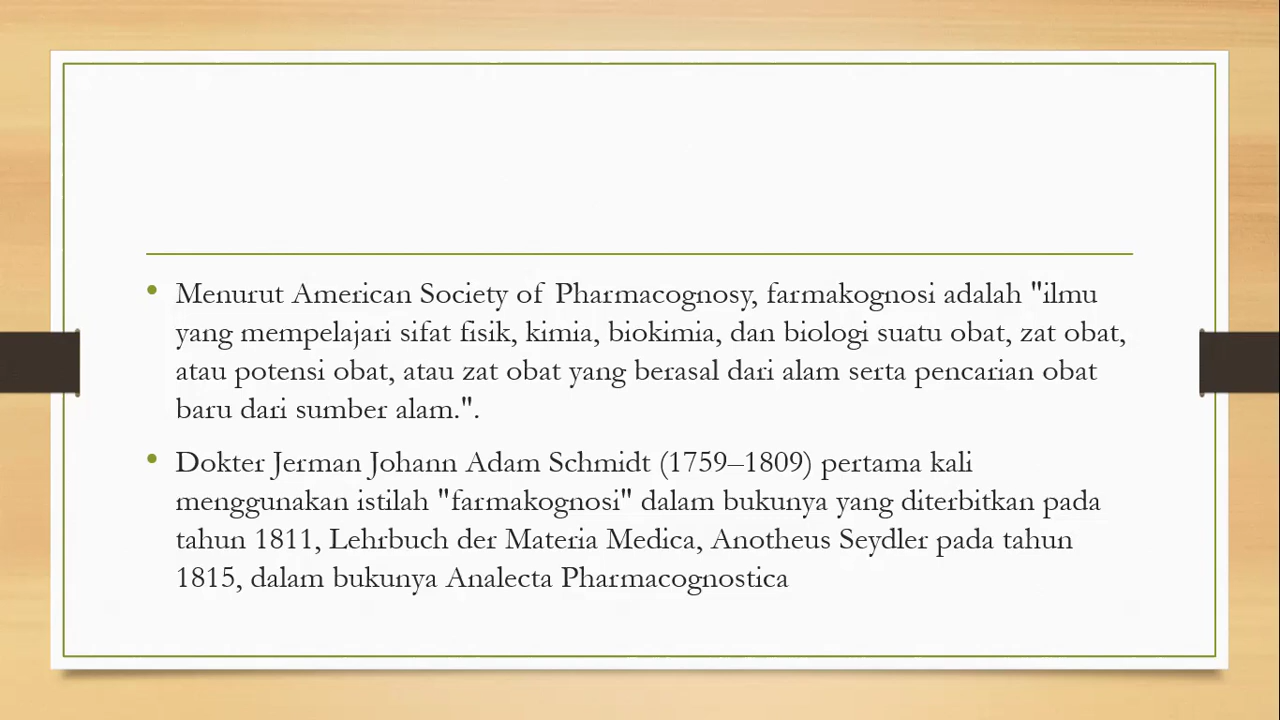 • Menurut American Society of Pharmacognosy, farmakognosi adalah "ilmu
yang mempelajari sifat fisik, kimia, biokimia, dan biologi suatu obat, zat obat,
atau potensi obat, atau zat obat yang berasal dari alam serta pencarian obat
baru dari sumber alam.".
• Dokter Jerman Johann Adam Schmidt (1759–1809) pertama kali
menggunakan istilah "farmakognosi" dalam bukunya yang diterbitkan pada
tahun 1811, Lehrbuch der Materia Medica, Anotheus Seydler pada tahun
1815, dalam bukunya Analecta Pharmacognostica